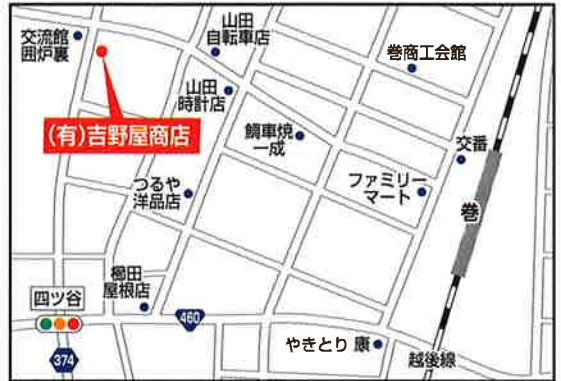 交流館
囲炉裏
山田
自転車店
巻商工会館
山田
時計店
(有)吉野屋商店
鯛車焼
一成
交番
つるや
洋品店
ファミリー
マート
巻
櫛田
屋根店
四ツ谷
460
やきとり 康
374
越後線